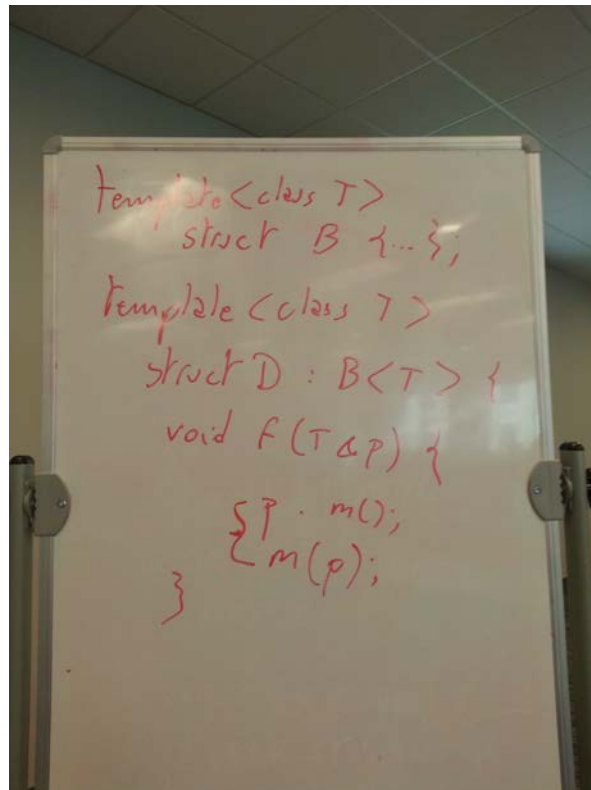 template<class T>
struct B {...};
template<class T>
struct D : B<T> {
void f(T &p) {
{p . m();
m(p);
}